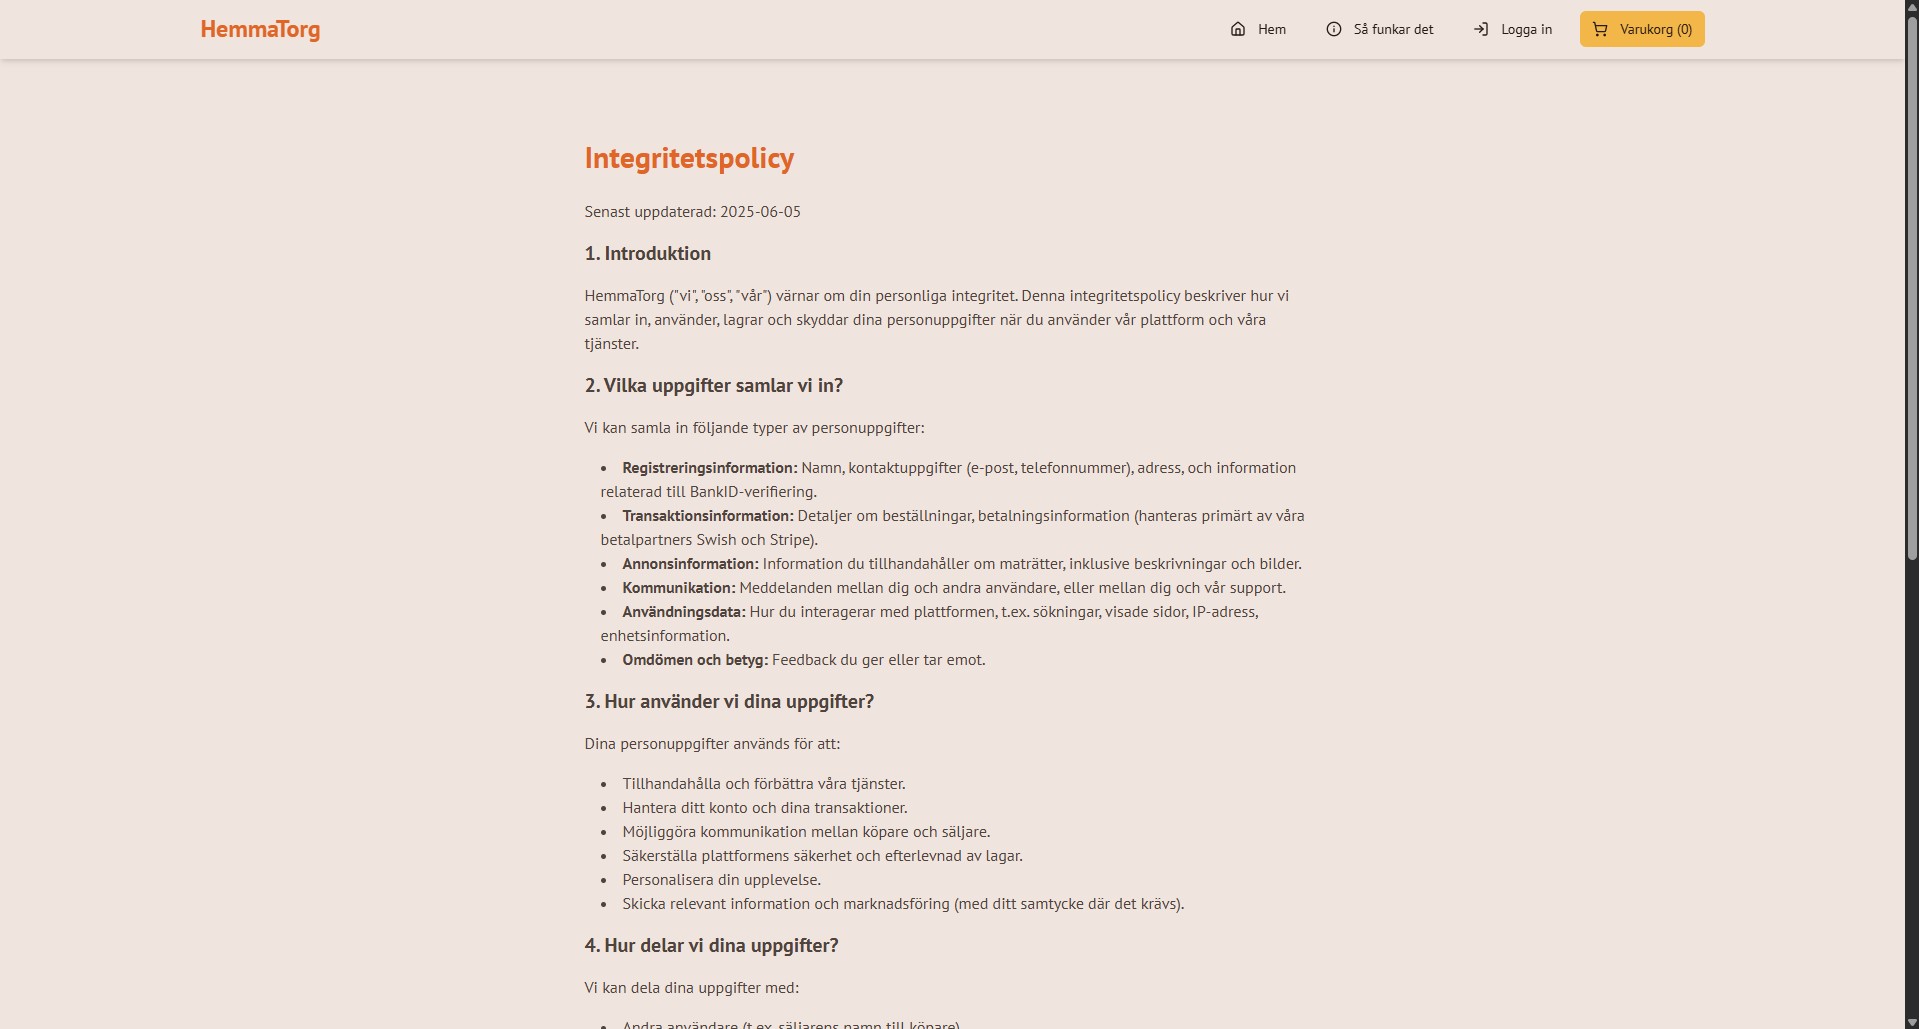 HemmaTorg
Hem
Så funkar det
Logga in
Varukorg (0)
Integritetspolicy
Senast uppdaterad: 2025-06-05
1. Introduktion
HemmaTorg ("vi", "oss", "vår") värnar om din personliga integritet. Denna integritetspolicy beskriver hur vi
samlar in, använder, lagrar och skyddar dina personuppgifter när du använder vår plattform och våra
tjänster.
2. Vilka uppgifter samlar vi in?
Vi kan samla in följande typer av personuppgifter:
• Registreringsinformation: Namn, kontaktuppgifter (e-post, telefonnummer), adress, och information
relaterad till BankID-verifiering.
• Transaktionsinformation: Detaljer om beställningar, betalningsinformation (hanteras primärt av våra
betalpartners Swish och Stripe).
• Annonsinformation: Information du tillhandahåller om maträtter, inklusive beskrivningar och bilder.
• Kommunikation: Meddelanden mellan dig och andra användare, eller mellan dig och vår support.
• Användningsdata: Hur du interagerar med plattformen, t.ex. sökningar, visade sidor, IP-adress,
enhetsinformation.
• Omdömen och betyg: Feedback du ger eller tar emot.
3. Hur använder vi dina uppgifter?
Dina personuppgifter används för att:
• Tillhandahålla och förbättra våra tjänster.
• Hantera ditt konto och dina transaktioner.
• Möjliggöra kommunikation mellan köpare och säljare.
• Säkerställa plattformens säkerhet och efterlevnad av lagar.
• Personalisera din upplevelse.
• Skicka relevant information och marknadsföring (med ditt samtycke där det krävs).
4. Hur delar vi dina uppgifter?
Vi kan dela dina uppgifter med:
• Andra användare (t.ex. säljarens namn till köpare).